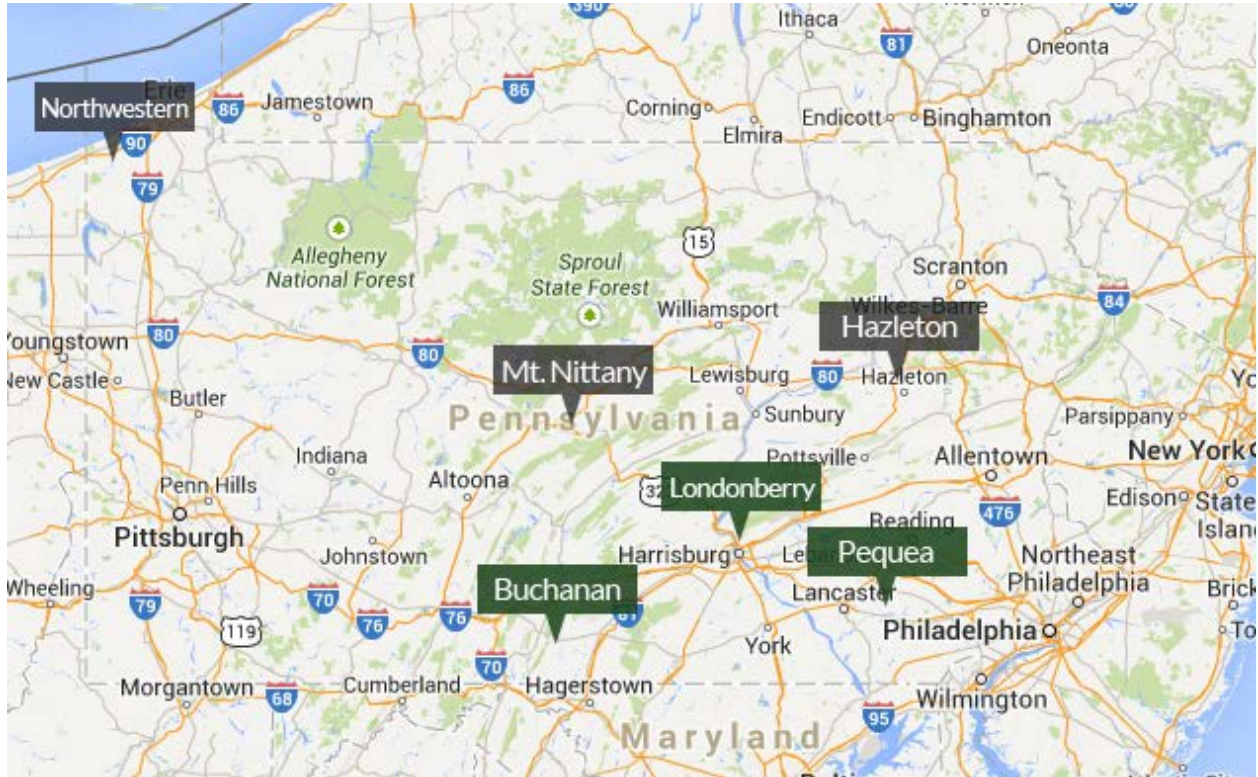 390
Ithaca
81
Oneonta
Erie
Northwestern
86
Jamestown
86
Corning
Elmira
Endicott
Binghamton
90
79
15
Allegheny
National Forest
Sproul
State Forest
Scranton
84
Wilkes-Barre
Williamsport
Hazleton
80
Youngstown
80
Mt. Nittany
Lewisburg
80
Hazleton
New Castle
Butler
Sunbury
Parsippany
Pennsylvania
New York
Indiana
Altoona
Pottsville
Allentown
Penn Hills
Londonberry
Edison
State
Island
Pittsburgh
476
Reading
Johnstown
Harrisburg
Pequea
Northeast
Philadelphia
Wheeling
79
70
76
76
Buchanan
81
Lancaster
Brick
119
York
Philadelphia
To
70
Morgantown
68
Cumberland
Hagerstown
Wilmington
95
Maryland